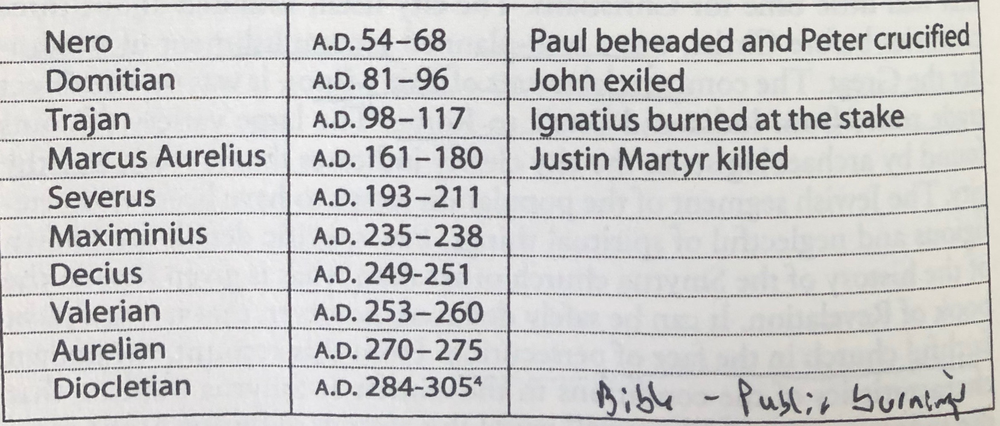 Nero A.D. 54–68 Paul beheaded and Peter crucified
Domitian A.D. 81–96 John exiled
Trajan A.D. 98–117 Ignatius burned at the stake
Marcus Aurelius A.D. 161–180 Justin Martyr killed
Severus A.D. 193–211
Maximinius A.D. 235–238
Decius A.D. 249-251
Valerian A.D. 253–260
Aurelian A.D. 270–275
Diocletian A.D. 284-305⁴ Bible - Public burning